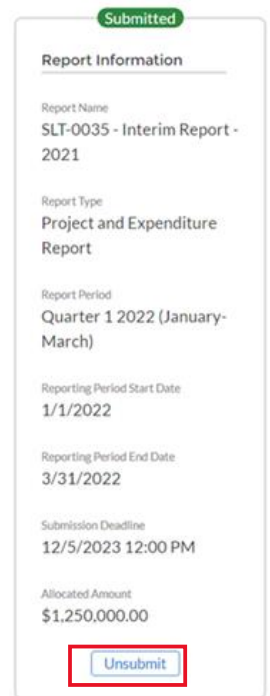 Submitted
Report Information
Report Name
SLT-0035 - Interim Report -
2021
Report Type
Project and Expenditure
Report
Report Period
Quarter 1 2022 (January-
March)
Reporting Period Start Date
1/1/2022
Reporting Period End Date
3/31/2022
Submission Deadline
12/5/2023 12:00 PM
Allocated Amount
$1,250,000.00
Unsubmit